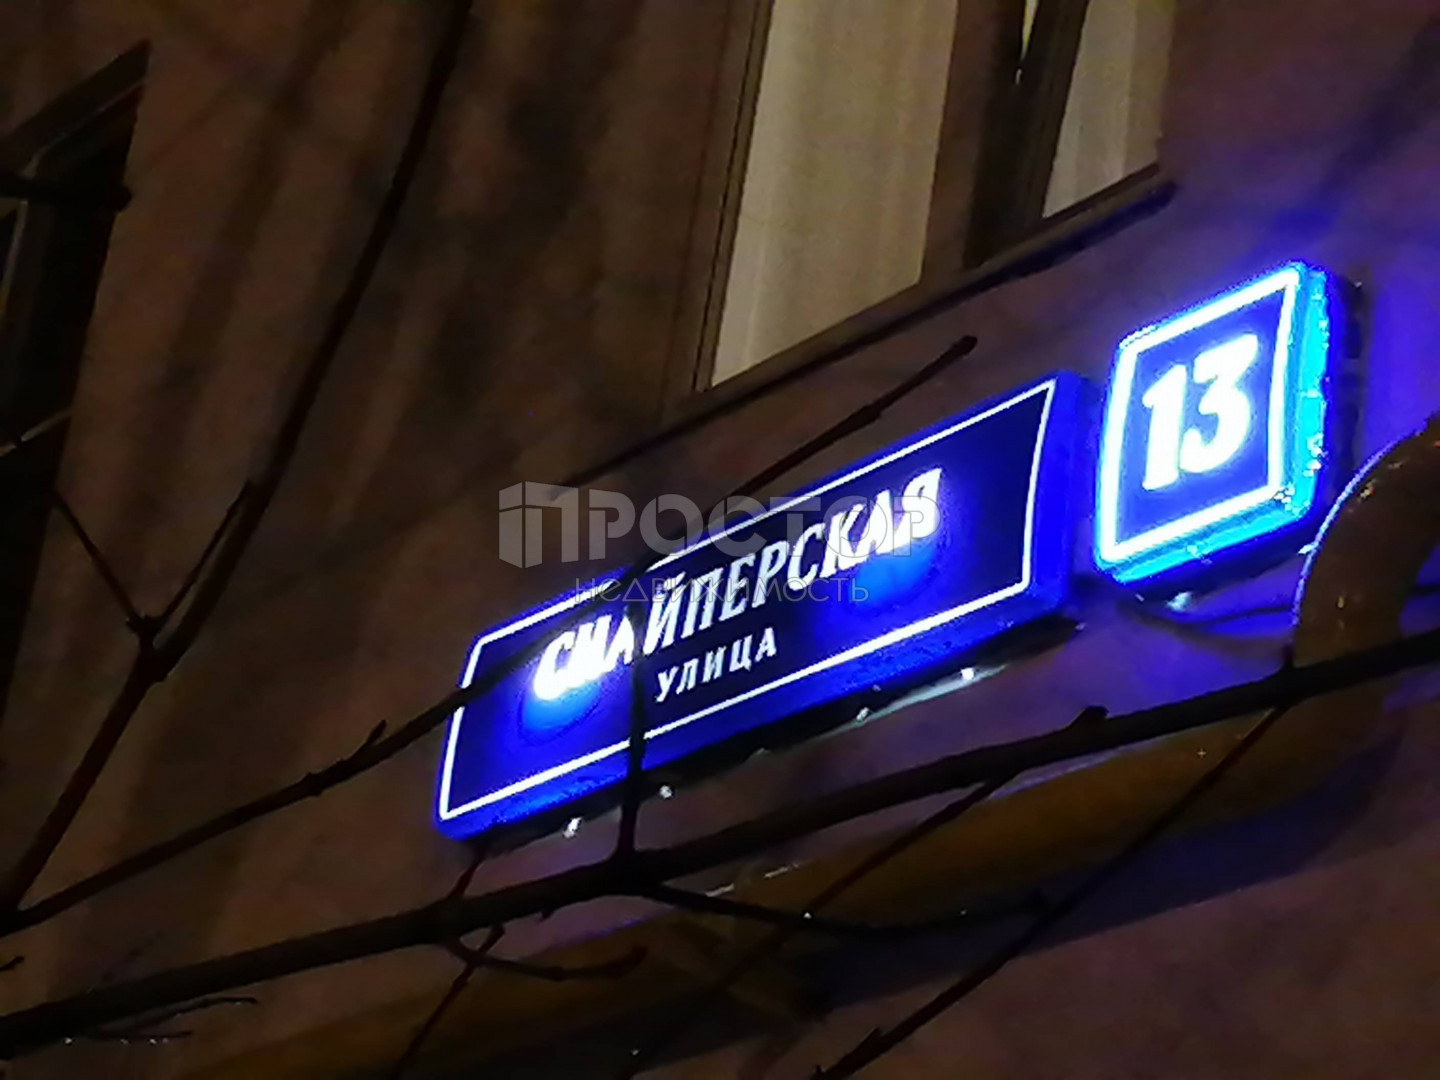 СНАЙПЕРСКАЯ
УЛИЦА
13
ПРОСТОР
НЕДВИЖИМОСТЬ